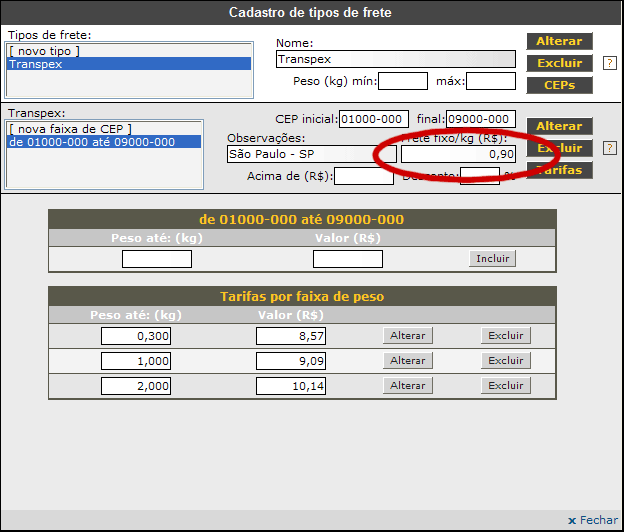 Cadastro de tipos de frete
Tipos de frete:
[ novo tipo ]
Transpex
Nome:
Transpex
Peso (kg) mín: máx:
Alterar
Excluir ?
CEPs
Transpex:
[ nova faixa de CEP ]
de 01000-000 até 09000-000
CEP inicial: 01000-000 final: 09000-000
Observações: Frete fixo/kg (R$):
São Paulo - SP 0,90
Acima de (R$): Desconto: %
Alterar
Excluir ?
Tarifas
de 01000-000 até 09000-000
Peso até: (kg) Valor (R$)
Incluir
Tarifas por faixa de peso
Peso até: (kg) Valor (R$)
0,300 8,57 Alterar Excluir
1,000 9,09 Alterar Excluir
2,000 10,14 Alterar Excluir
x Fechar